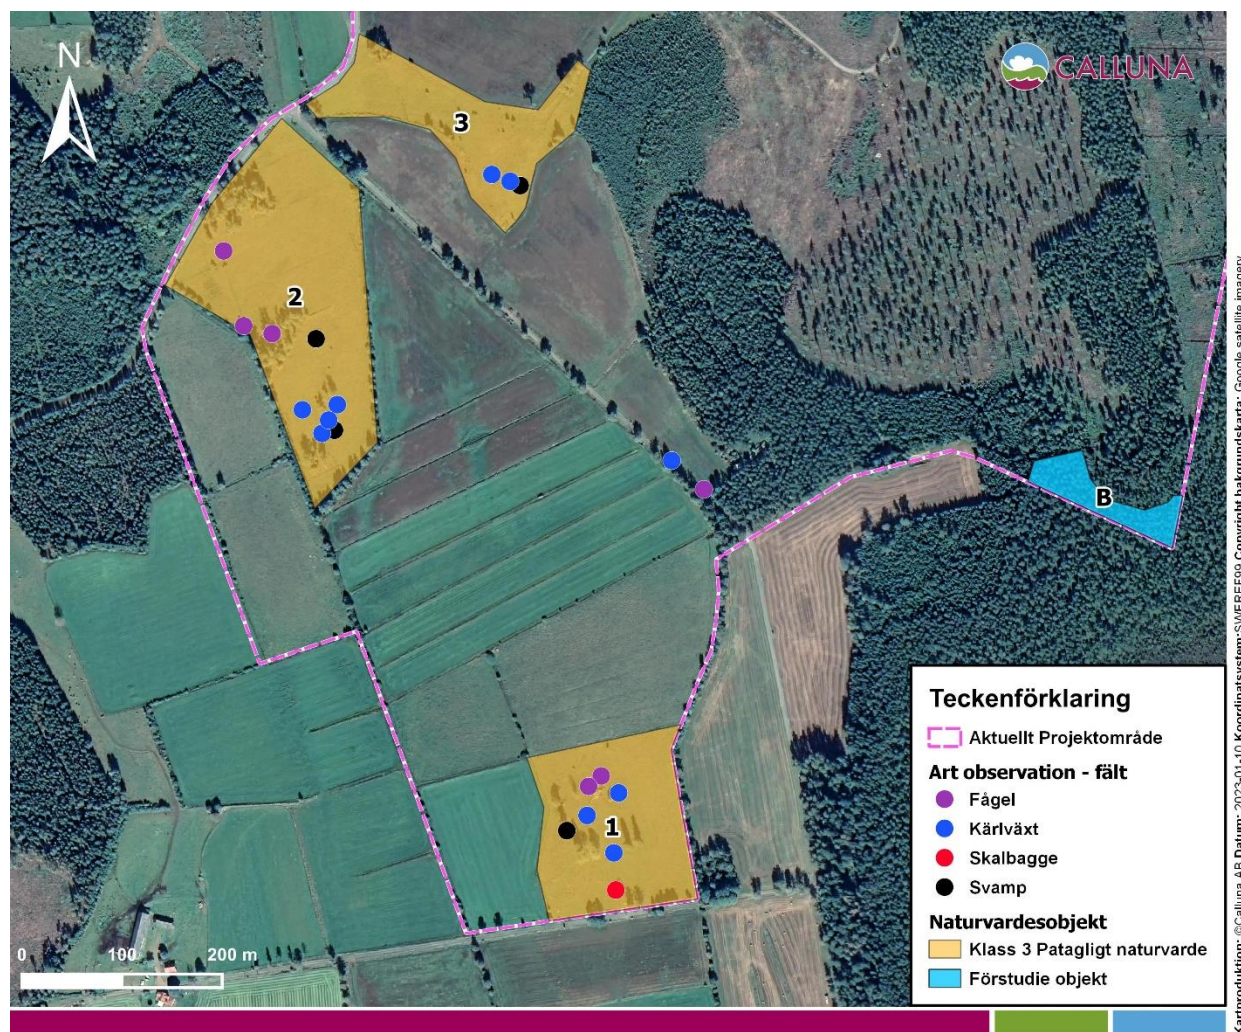 N
CALLUNA
3
2
B
1
0 100 200 m
Teckenförklaring
Aktuellt Projektområde
Art observation - fält
Fågel
Kärlväxt
Skalbagge
Svamp
Naturvardesobjekt
Klass 3 Patagligt naturvarde
Förstudie objekt
Kartproduktion: ©Calluna AB Datum: 2023-01-10 Koordinatsystem:SWEREF99 Copyright bakgrundskarta: Google satellite imagery